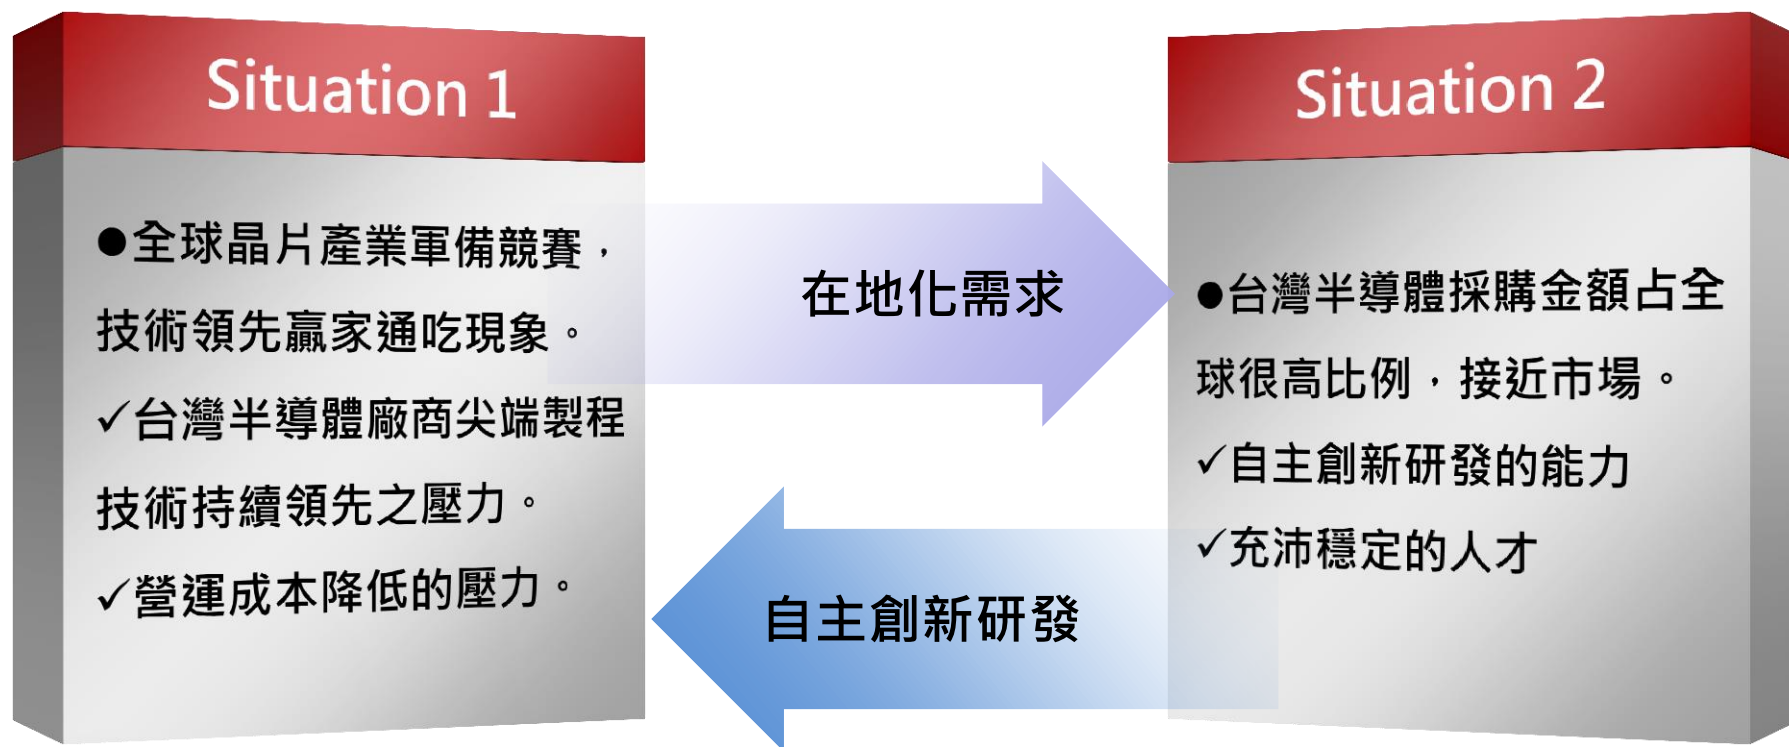 Situation 1
●全球晶片產業軍備競賽，
技術領先贏家通吃現象。
✓台灣半導體廠商尖端製程
技術持續領先之壓力。
✓營運成本降低的壓力。
在地化需求
自主創新研發
Situation 2
●台灣半導體採購金額占全
球很高比例，接近市場。
✓自主創新研發的能力
✓充沛穩定的人才